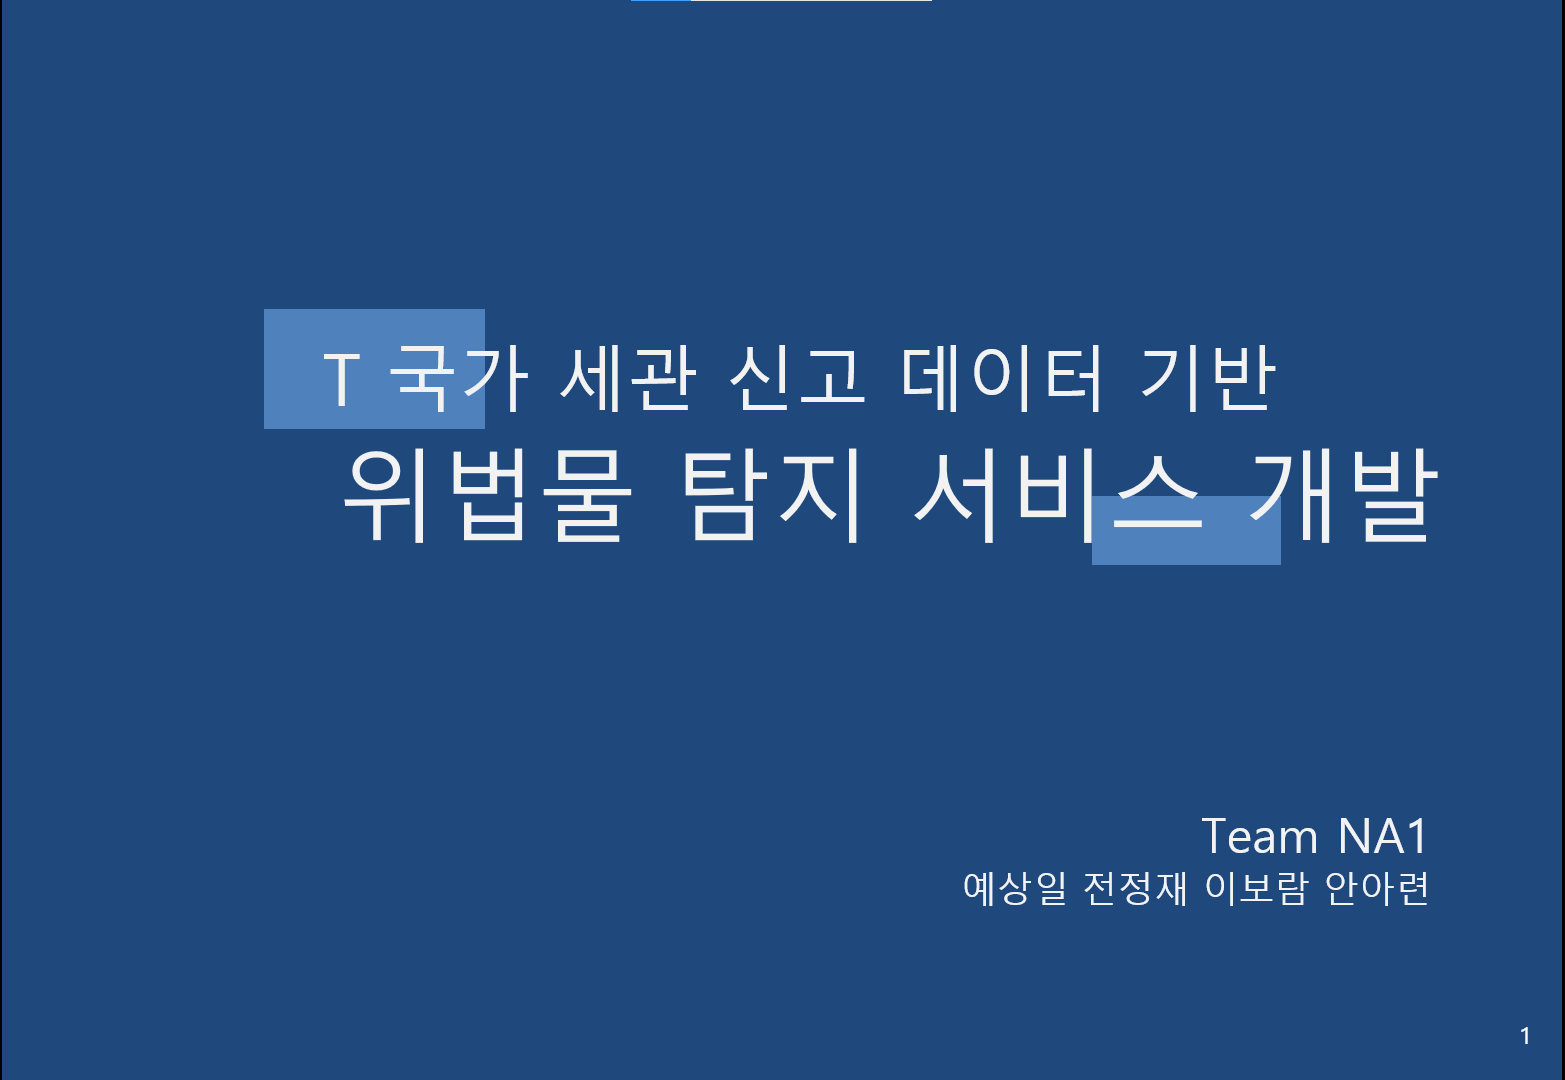 T 국가 세관 신고 데이터 기반
위법물 탐지 서비스 개발
Team NA1
예상일 전정재 이보람 안아련
1